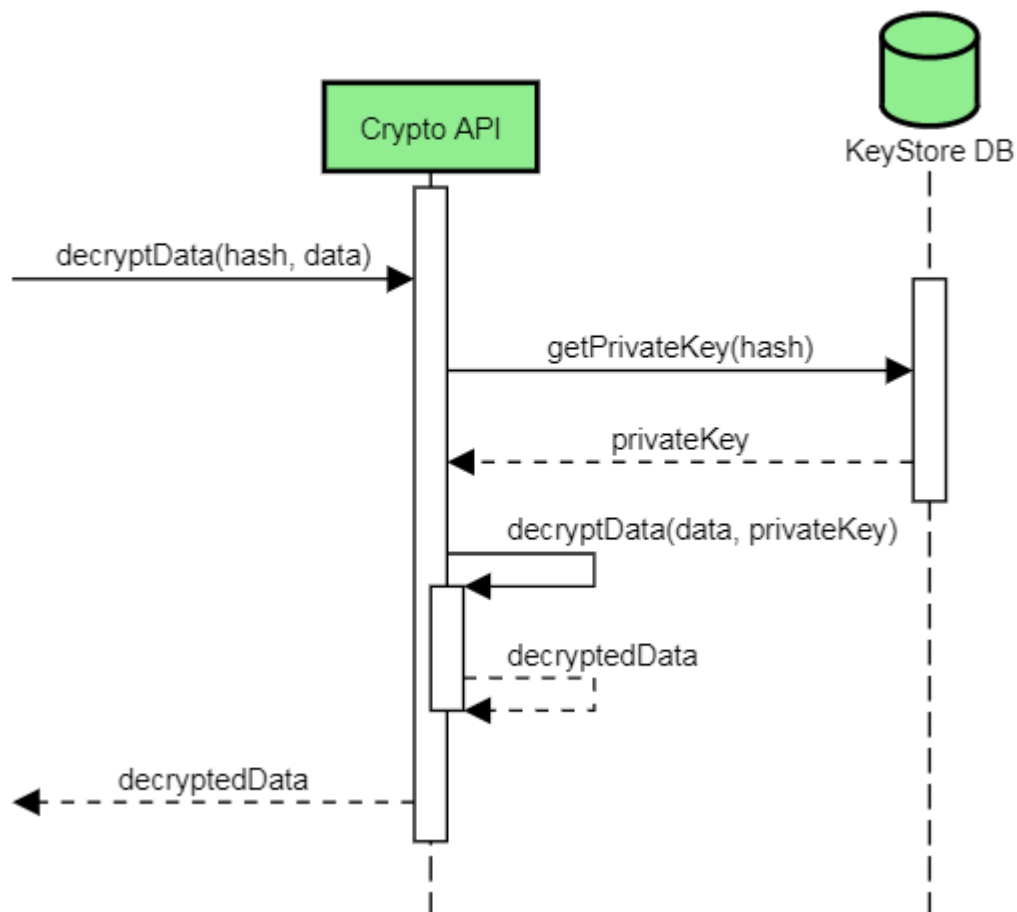 Crypto API
KeyStore DB
decryptData(hash, data)
getPrivateKey(hash)
privateKey
decryptData(data, privateKey)
decryptedData
decryptedData